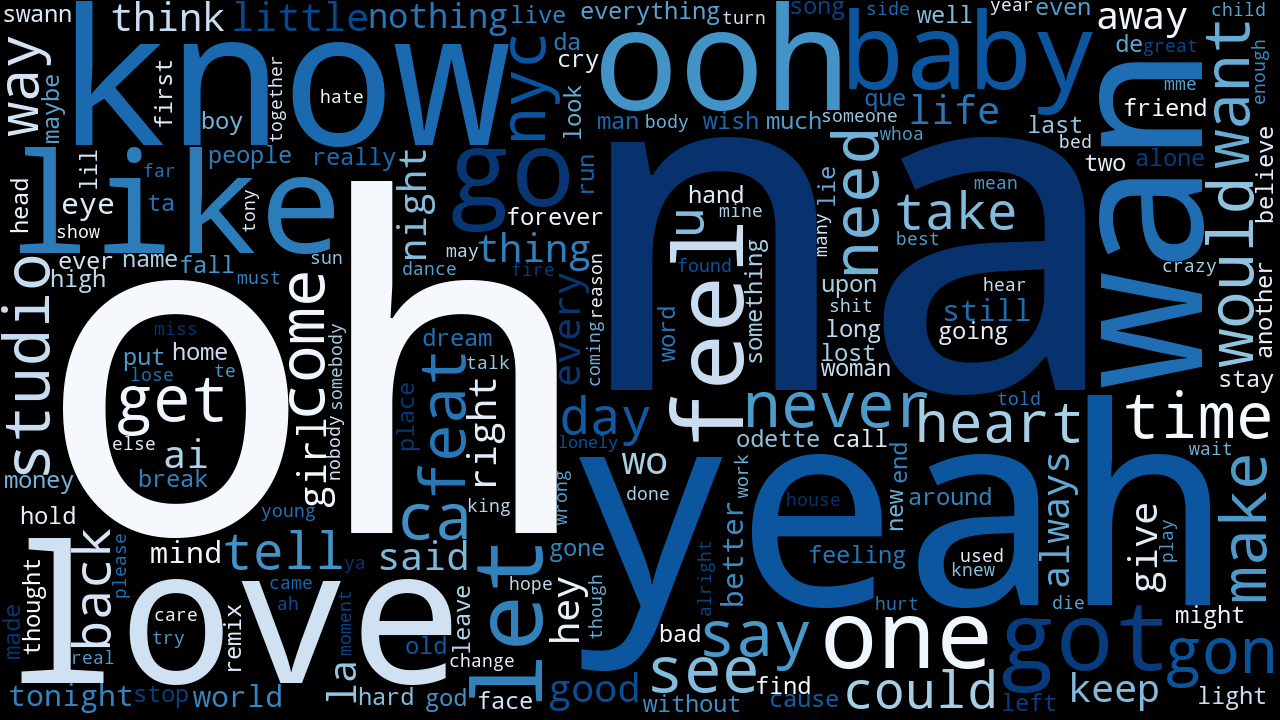 swann think little nothing live everything turn song side well year even away child
know nyc da cry ooh baby de great
way maybe first together hate boy look man body wish much someone que life whoa mme friend want enough
last bed two alone believe
like lil people really far ta tony night go run na need lie wan
head eye show ever name fall must sun high
forever thing may dance fire every reason coming
hand u mine feel found something word many
take mean best upon shit long lost woman hear still going crazy would another stay
studio oh miss put home lose te get else ai break money
girl come somebody nobody
dream talk feat place right ca king
day lonely never odette call told heart time
wo done wrong work end new around always wait
yeah house feeling used knew give play make
hold young mind tell ya said gone
back please thought made love came ah care try remix real moment la old leave change
let hope hey though alright better hurt die might
bad say see one got gon
tonight stop world hard god face good without find cause could left keep light